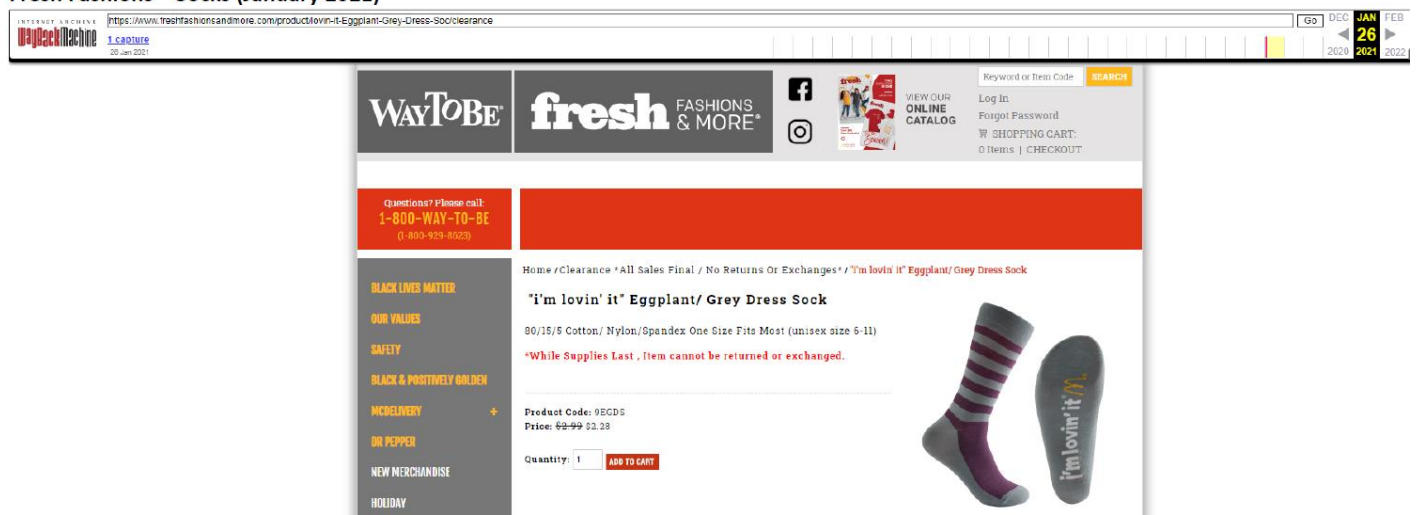 Fresh Fashions – Socks (January 2021)
INTERNET ARCHIVE
WayBackMachine
https://www.freshfashionsandmore.com/product/lovin-it-Eggplant-Grey-Dress-Soc/clearance
Go
DEC JAN FEB
1 capture
26
26 Jan 2021
2020 2021 2022
WAYTOBE
fresh FASHIONS & MORE
VIEW OUR
ONLINE
CATALOG
Keyword or Item Code SEARCH
Log In
Forgot Password
SHOPPING CART:
0 Items | CHECKOUT
Questions? Please call:
1-800-WAY-TO-BE
(1-800-929-8623)
BLACK LIVES MATTER
OUR VALUES
SAFETY
BLACK & POSITIVELY GOLDEN
MCDELIVERY +
DR PEPPER
NEW MERCHANDISE
HOLIDAY
Home / Clearance *All Sales Final / No Returns Or Exchanges* / "i'm lovin' it" Eggplant/ Grey Dress Sock
"i'm lovin' it" Eggplant/ Grey Dress Sock
80/15/5 Cotton/ Nylon/Spandex One Size Fits Most (unisex size 6-11)
*While Supplies Last , Item cannot be returned or exchanged.
Product Code: 9EGDS
Price: $2.99 $2.28
Quantity: 1 ADD TO CART
i'm lovin' it